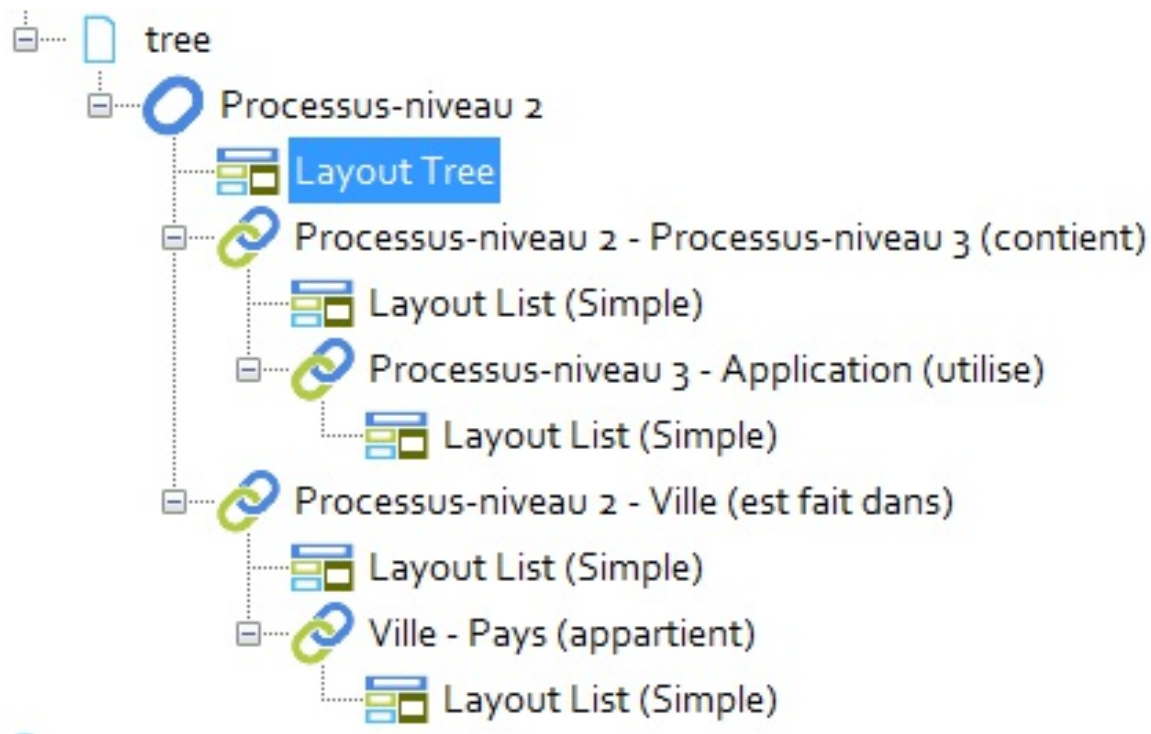 tree
Processus-niveau 2
Layout Tree
Processus-niveau 2 - Processus-niveau 3 (contient)
Layout List (Simple)
Processus-niveau 3 - Application (utilise)
Layout List (Simple)
Processus-niveau 2 - Ville (est fait dans)
Layout List (Simple)
Ville - Pays (appartient)
Layout List (Simple)